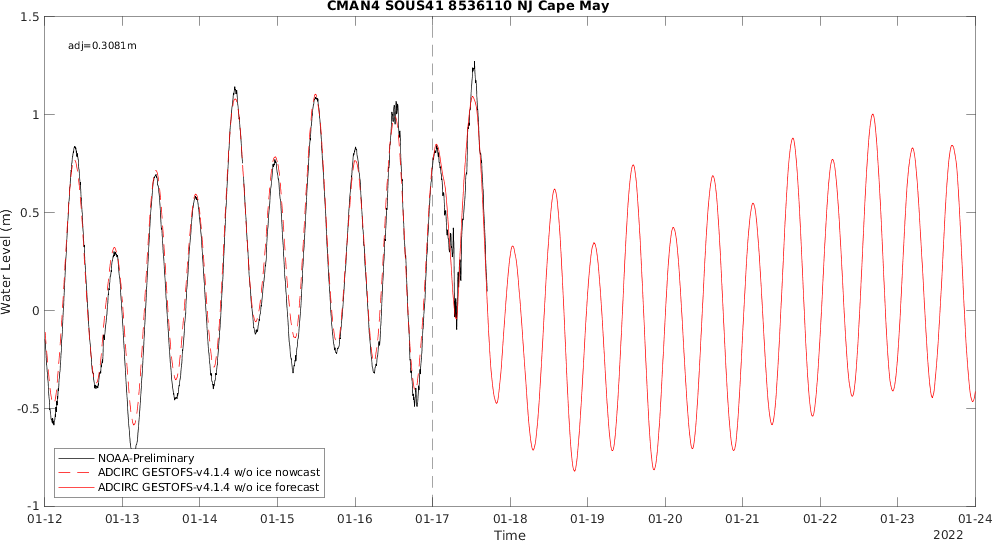 CMAN4 SOUS41 8536110 NJ Cape May
adj=0.3081m
1.5
1
0.5
0
-0.5
-1
Water Level (m)
NOAA-Preliminary
ADCIRC GESTOFS-v4.1.4 w/o ice nowcast
ADCIRC GESTOFS-v4.1.4 w/o ice forecast
01-12 01-13 01-14 01-15 01-16 01-17 01-18 01-19 01-20 01-21 01-22 01-23 01-24
Time
2022